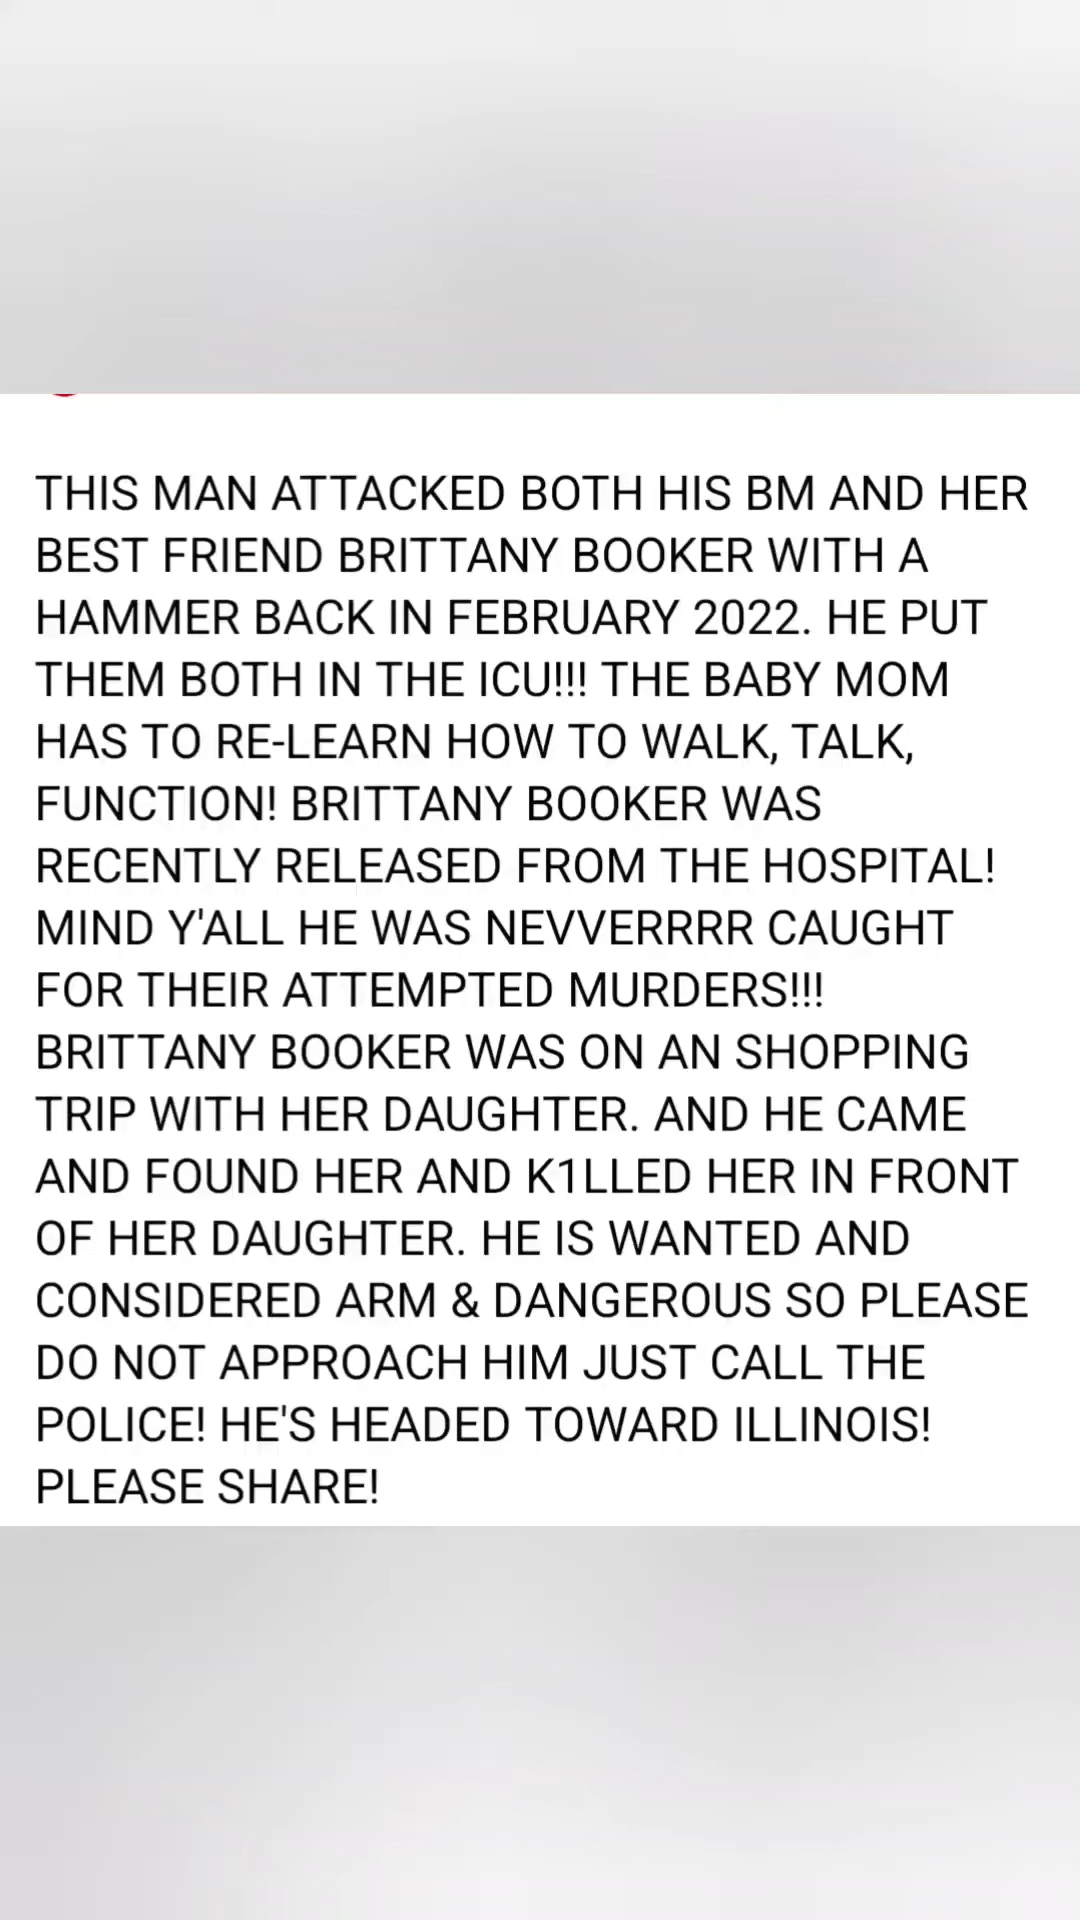 THIS MAN ATTACKED BOTH HIS BM AND HER
BEST FRIEND BRITTANY BOOKER WITH A
HAMMER BACK IN FEBRUARY 2022. HE PUT
THEM BOTH IN THE ICU!!! THE BABY MOM
HAS TO RE-LEARN HOW TO WALK, TALK,
FUNCTION! BRITTANY BOOKER WAS
RECENTLY RELEASED FROM THE HOSPITAL!
MIND Y'ALL HE WAS NEVVERRRR CAUGHT
FOR THEIR ATTEMPTED MURDERS!!!
BRITTANY BOOKER WAS ON AN SHOPPING
TRIP WITH HER DAUGHTER. AND HE CAME
AND FOUND HER AND K1LLED HER IN FRONT
OF HER DAUGHTER. HE IS WANTED AND
CONSIDERED ARM & DANGEROUS SO PLEASE
DO NOT APPROACH HIM JUST CALL THE
POLICE! HE'S HEADED TOWARD ILLINOIS!
PLEASE SHARE!